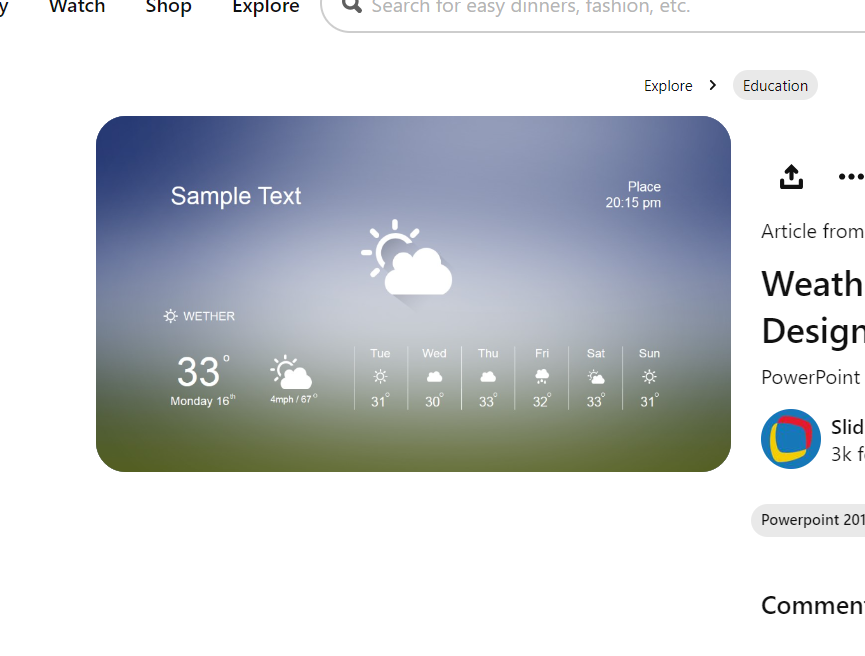 y Watch Shop Explore Search for easy dinners, fashion, etc.
Explore Education
Sample Text
Place
20:15 pm
WETHER
33°
Monday 16th
4mph / 67°
Tue Wed Thu Fri Sat Sun
31° 30° 33° 32° 33° 31°
Article from
Weath
Design
PowerPoint
Slid
3k fo
Powerpoint 201
Comment